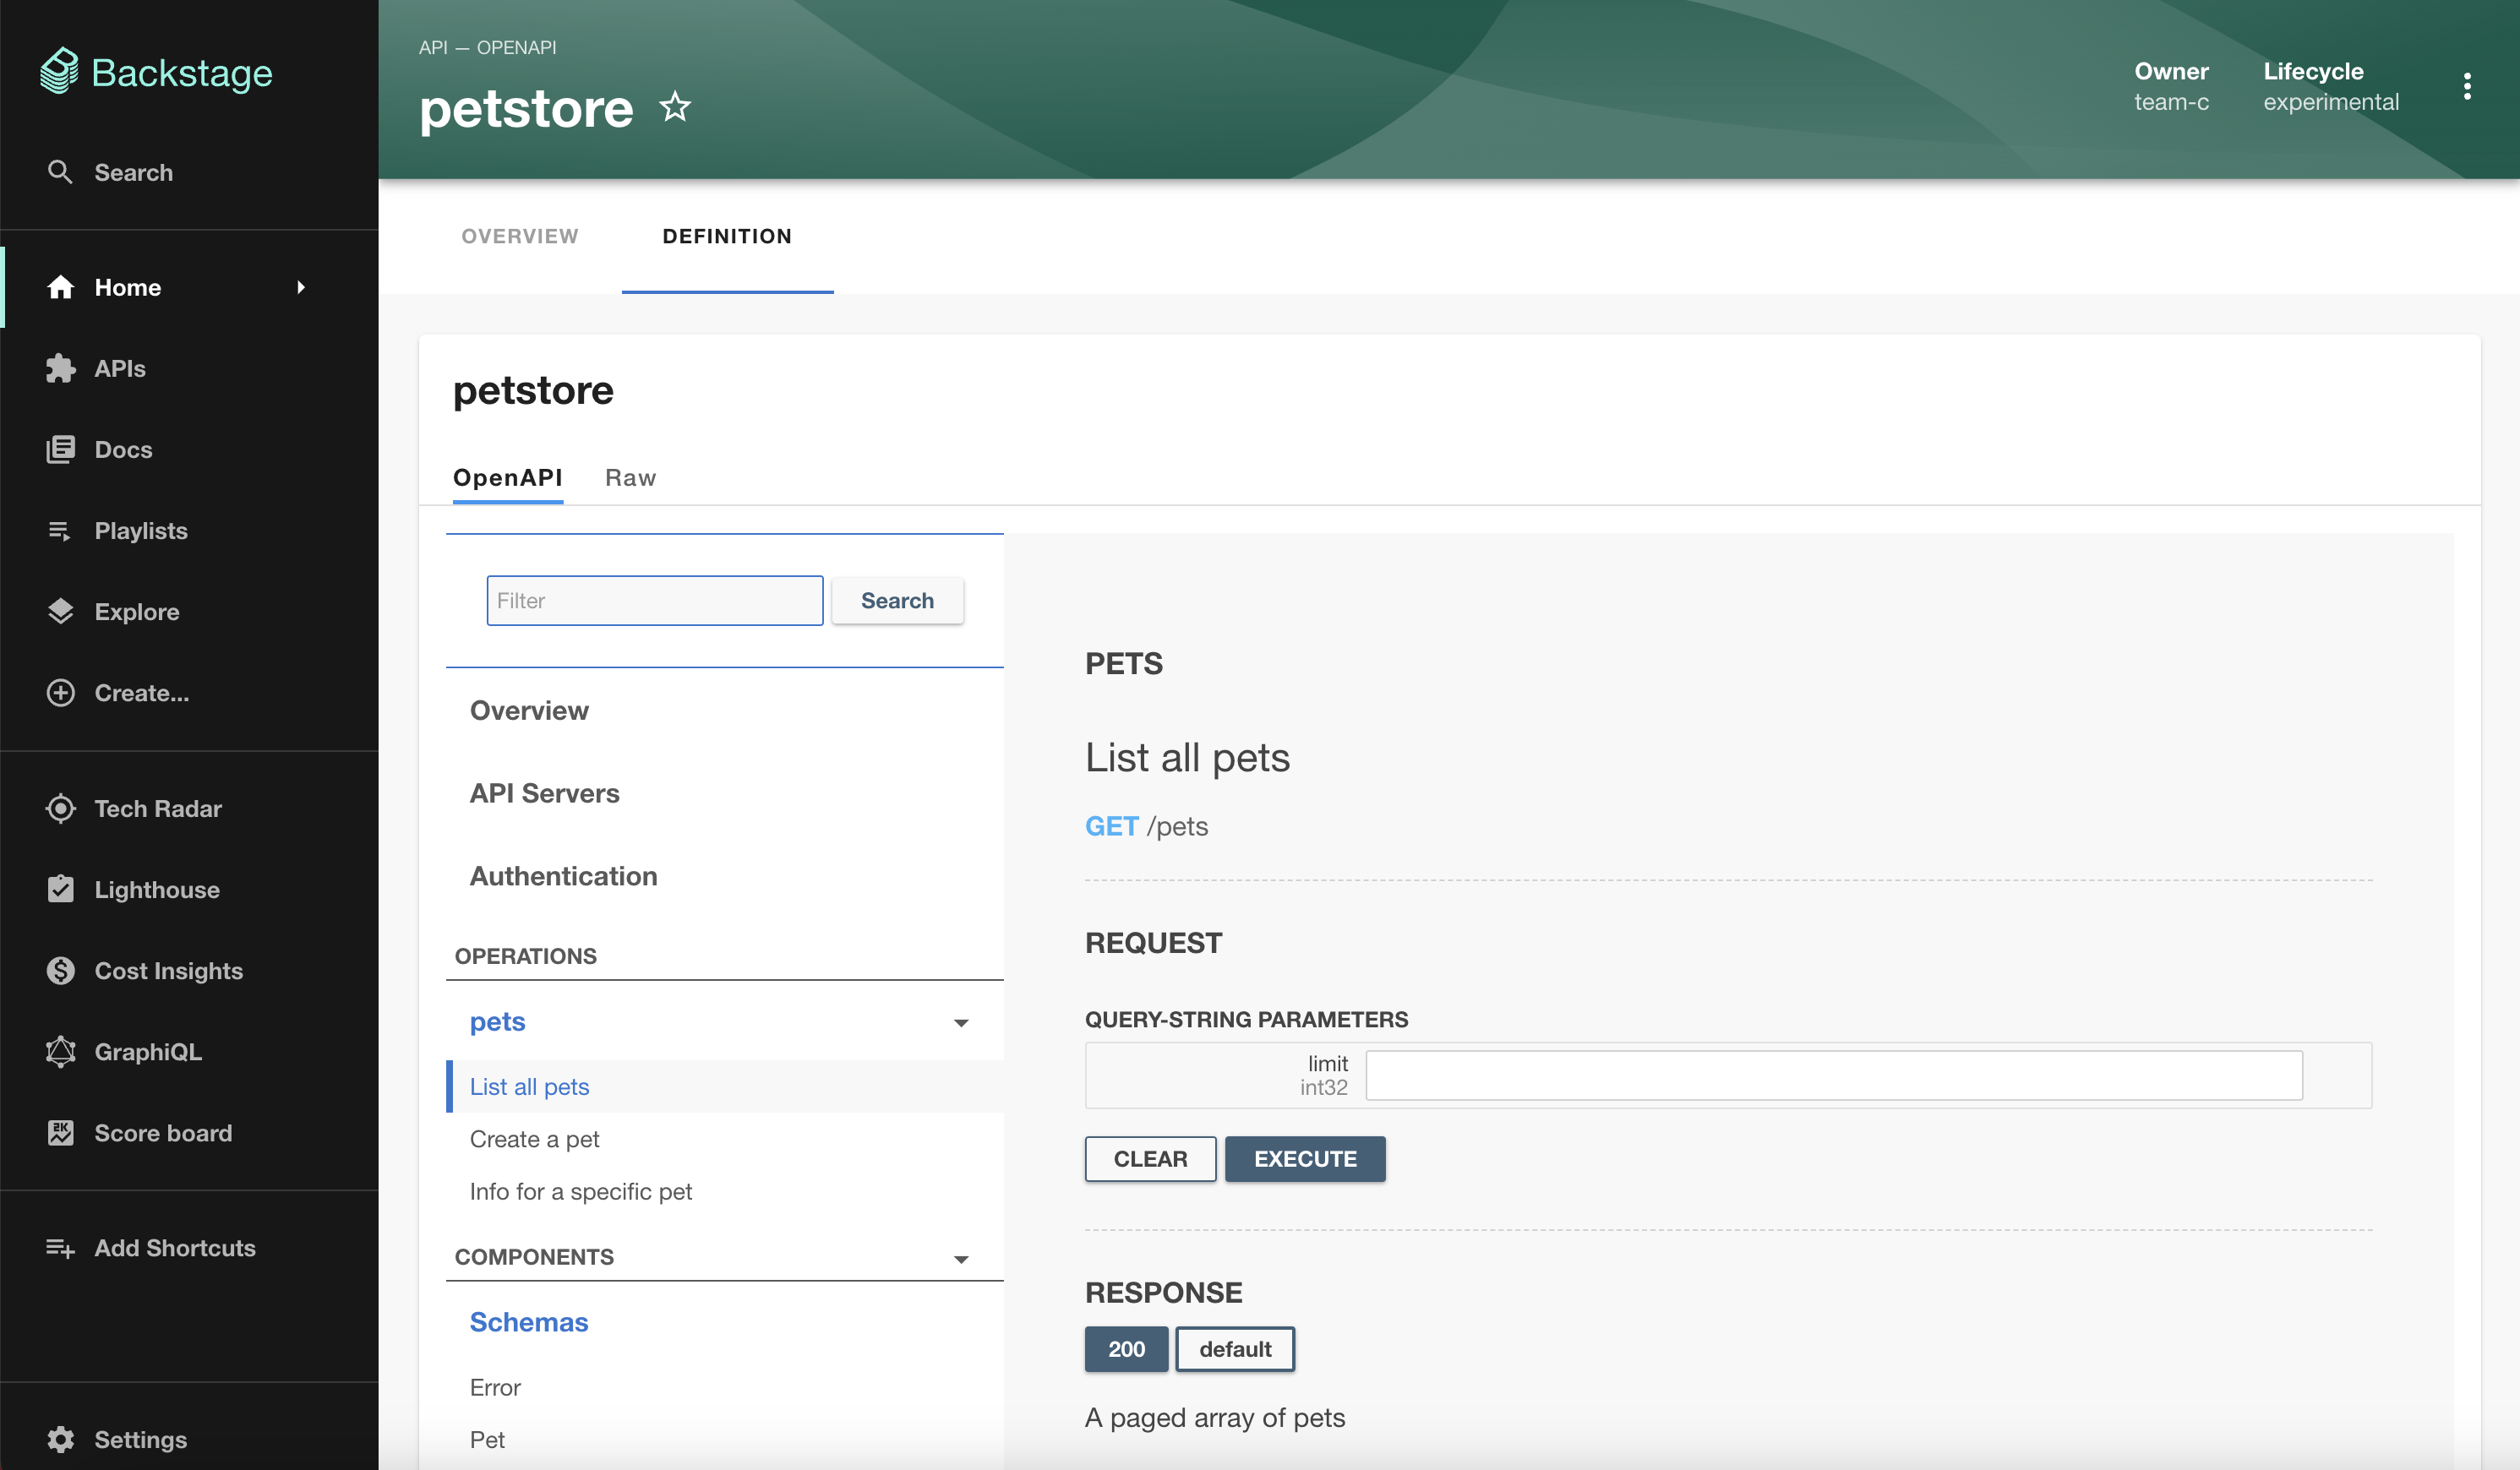 Backstage
Search
Home
APIs
Docs
Playlists
Explore
Create...
Tech Radar
Lighthouse
Cost Insights
GraphiQL
2K
Score board
Add Shortcuts
Settings
API — OPENAPI
petstore
Owner
team-c
Lifecycle
experimental
OVERVIEW
DEFINITION
petstore
OpenAPI
Raw
Filter
Search
Overview
API Servers
Authentication
OPERATIONS
pets
List all pets
Create a pet
Info for a specific pet
COMPONENTS
Schemas
Error
Pet
PETS
List all pets
GET /pets
REQUEST
QUERY-STRING PARAMETERS
limit
int32
CLEAR
EXECUTE
RESPONSE
200
default
A paged array of pets